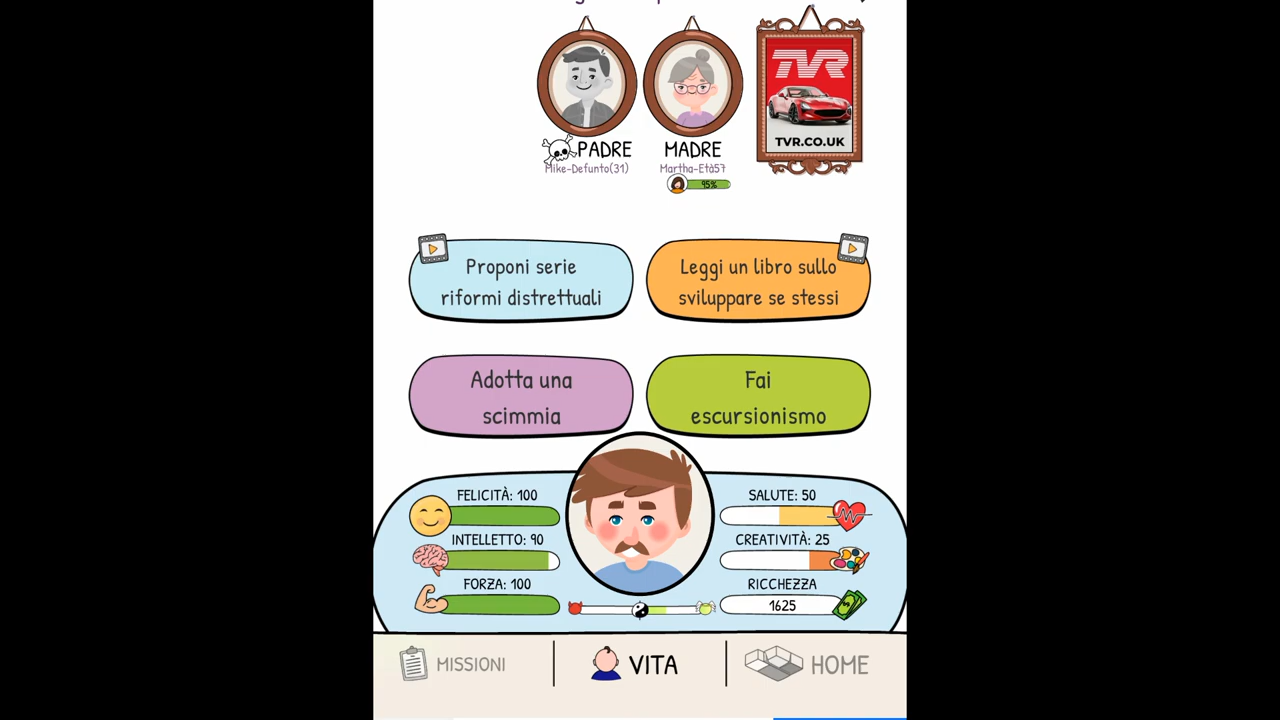 TVR
TVR.CO.UK
PADRE
MADRE
Mike-Defunto(31)
Martha-Età57
95%
Proponi serie
riformi distrettuali
Leggi un libro sullo
sviluppare se stessi
Adotta una
scimmia
Fai
escursionismo
FELICITÀ: 100
SALUTE: 50
INTELLETTO: 90
CREATIVITÀ: 25
FORZA: 100
RICCHEZZA
1625
MISSIONI
VITA
HOME